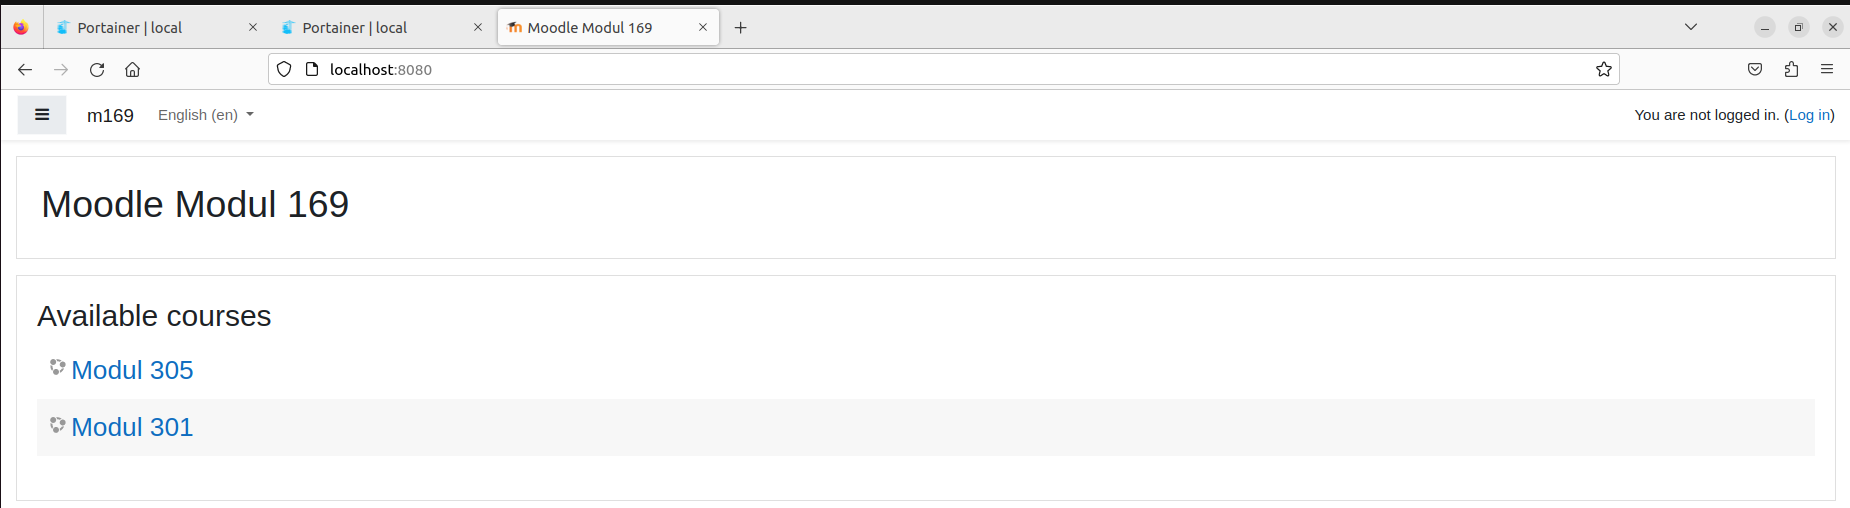 Portainer | local
Portainer | local
Moodle Modul 169
localhost:8080
m169
English (en)
You are not logged in. (Log in)
Moodle Modul 169
Available courses
Modul 305
Modul 301